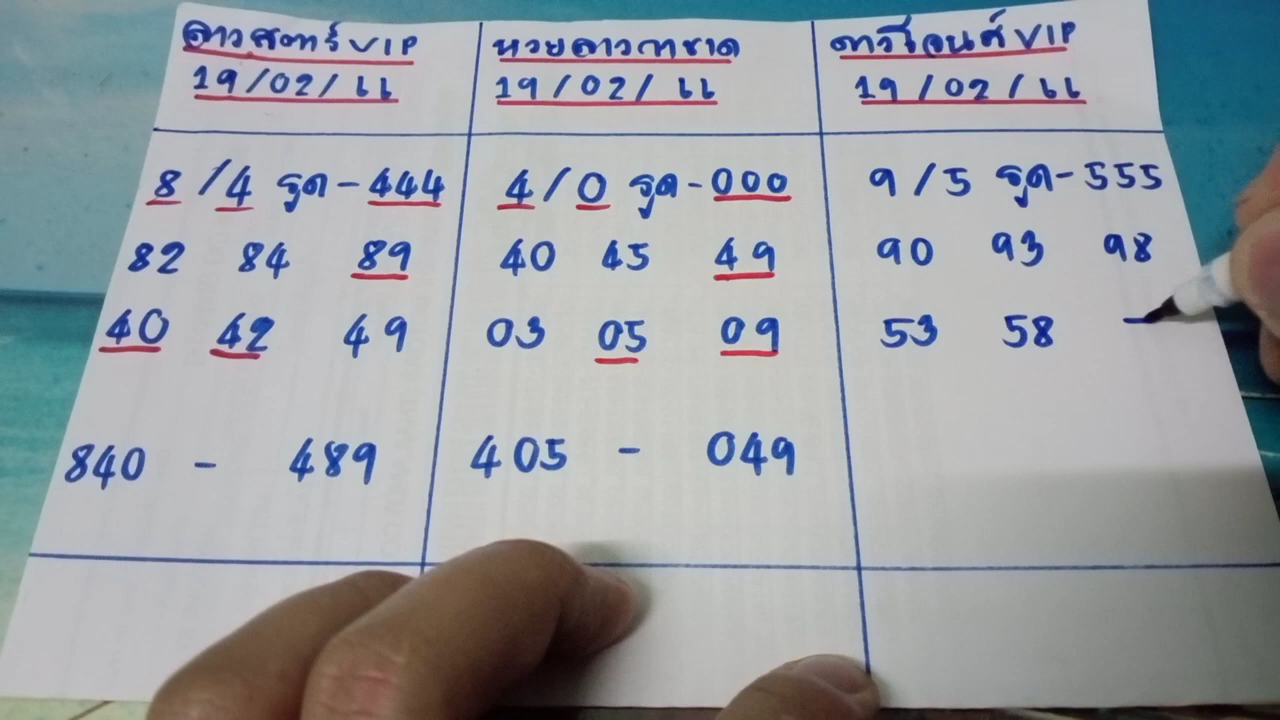 ลาวสตาร์ VIP
19/02/66
8/4 รูด-444
82 84 89
40 42 49
840 - 489
หวยลาวกาชาด
19/02/66
4/0 รูด-000
40 45 49
03 05 09
405 - 049
ดาวโจนส์ VIP
19/02/66
9/5 รูด-555
90 93 98
53 58 -